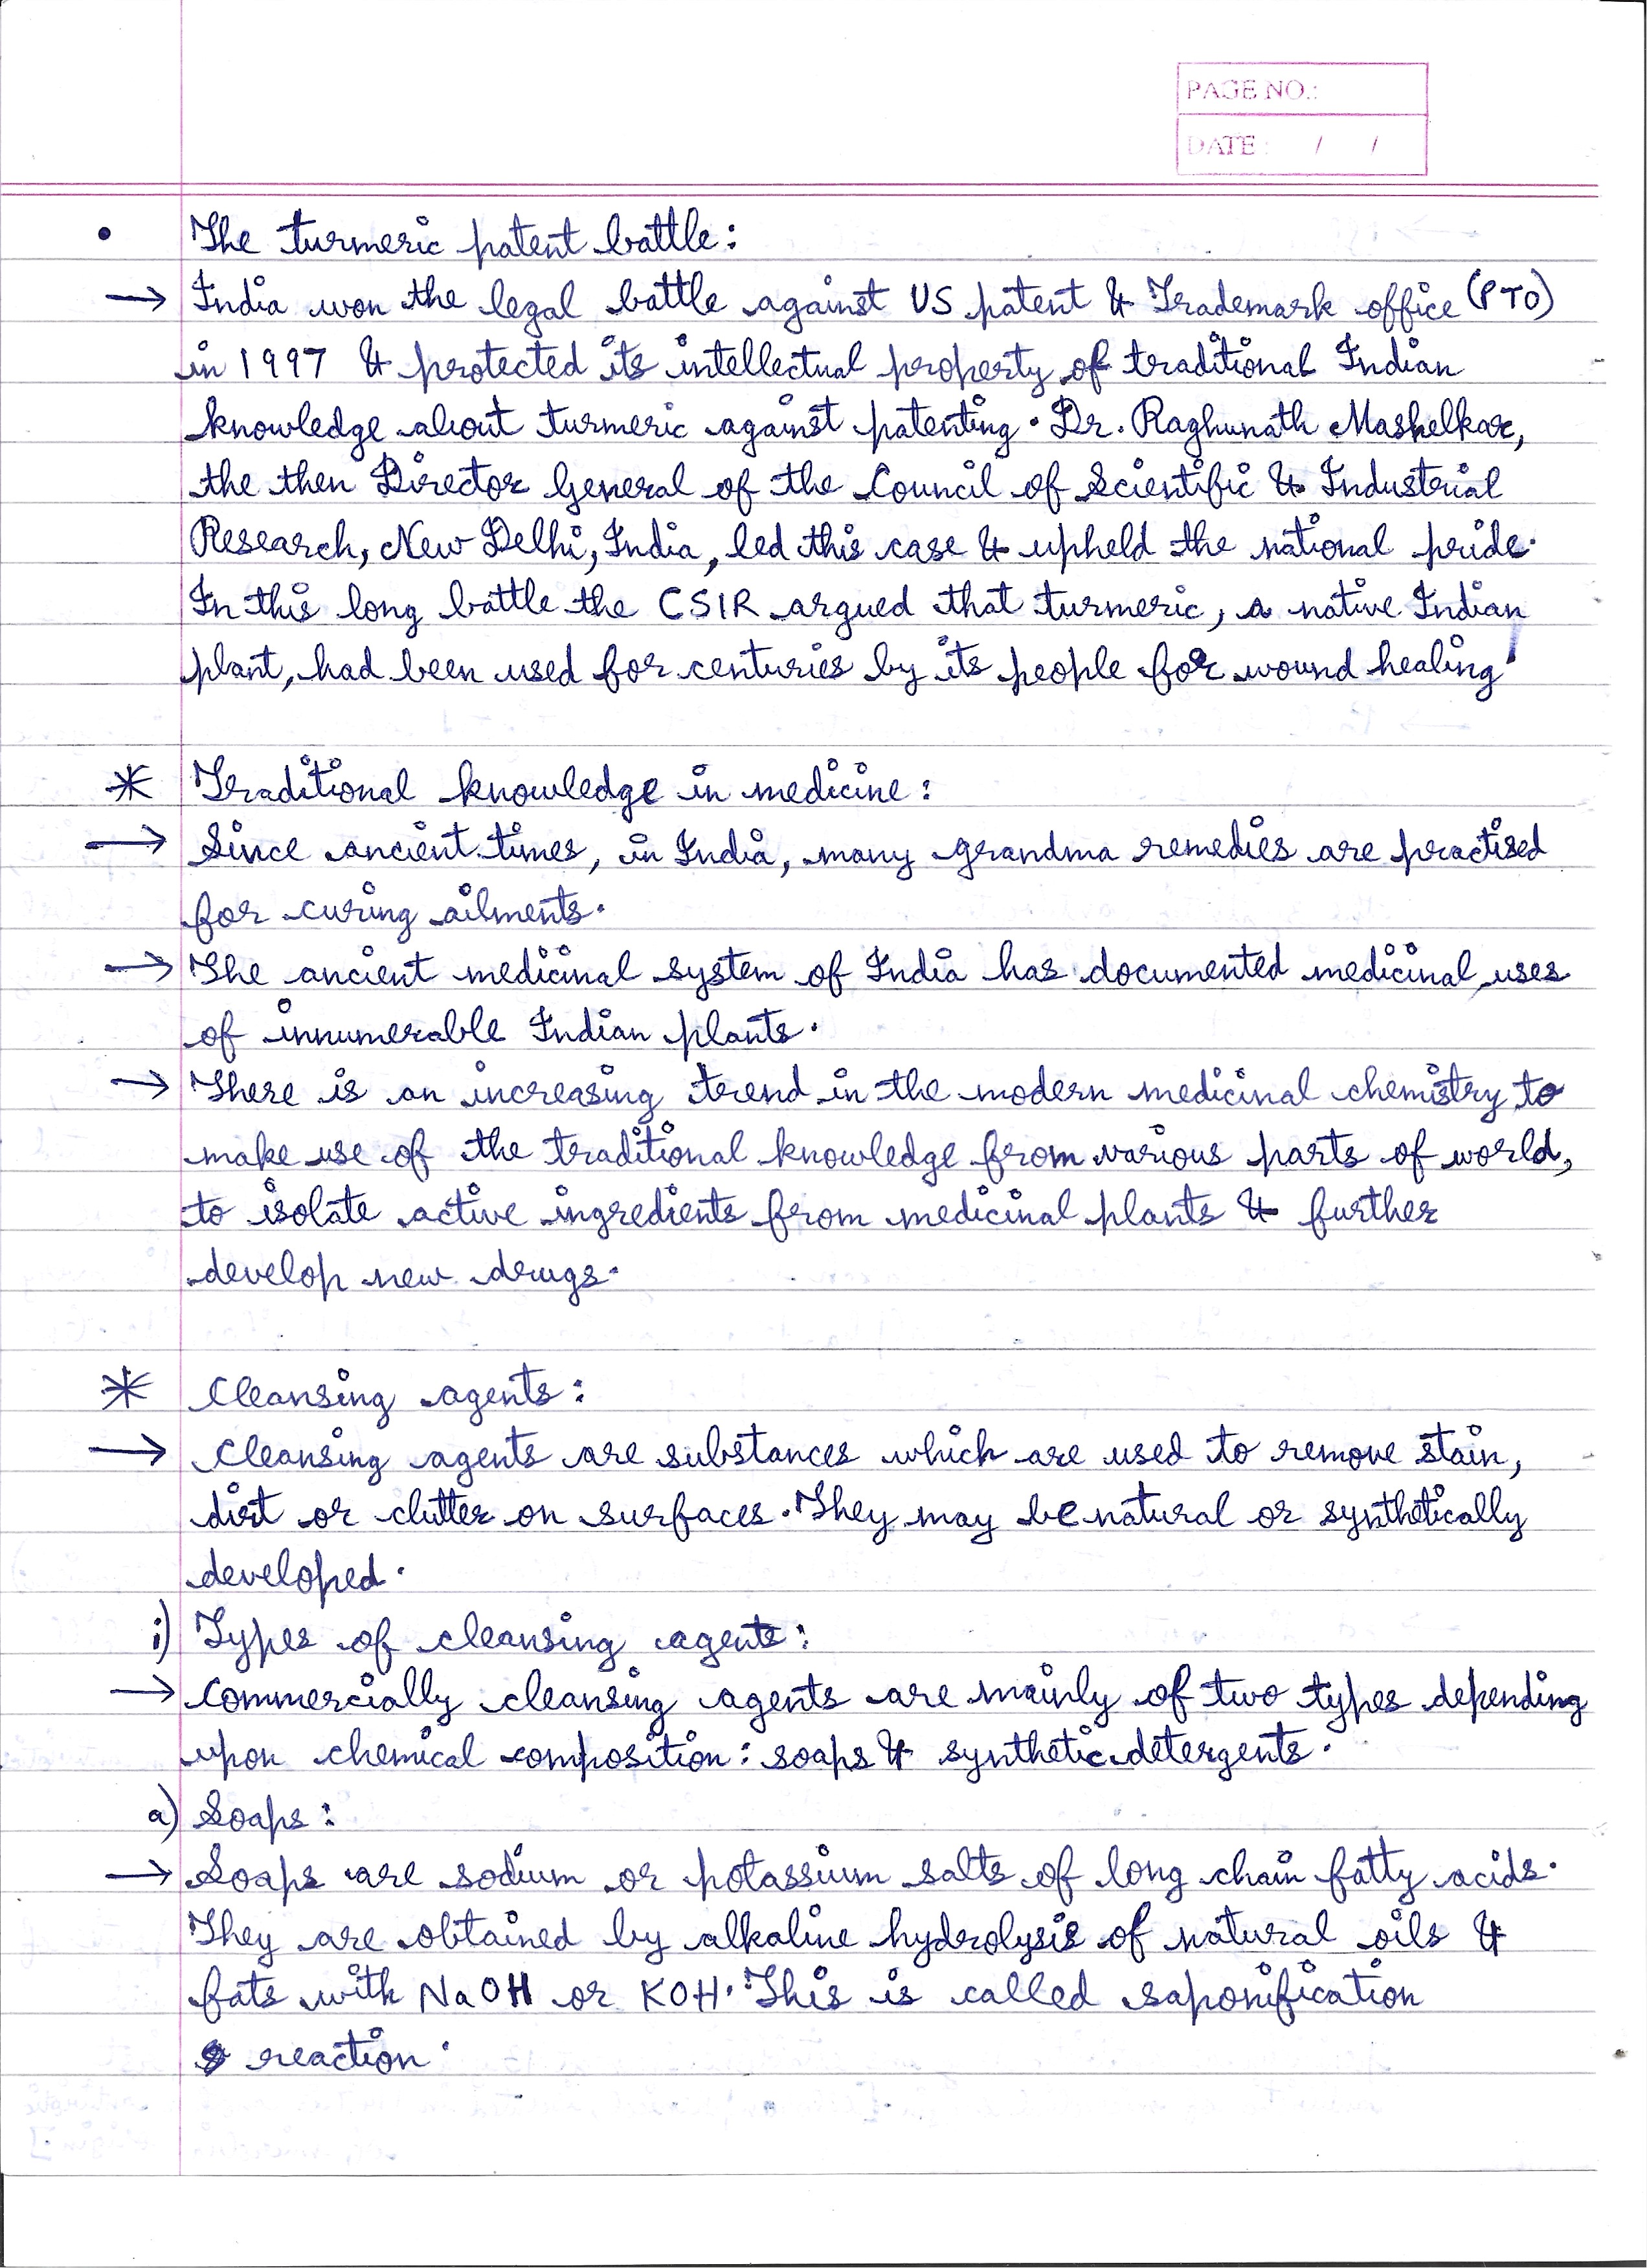 PAGE NO.:
DATE : / /
• The turmeric patent battle:
→ India won the legal battle against US patent & Trademark office (PTO)
in 1997 & protected its intellectual property of traditional Indian
knowledge about turmeric against patenting. Dr. Raghunath Mashelkar,
the then Director General of the Council of Scientific & Industrial
Research, New Delhi, India, led this case & upheld the national pride.
In this long battle the CSIR argued that turmeric, a native Indian
plant, had been used for centuries by its people for wound healing.
* Traditional knowledge in medicine:
→ Since ancient times, in India, many grandma remedies are practised
for curing ailments.
→ The ancient medicinal system of India has documented medicinal uses
of innumerable Indian plants.
→ There is an increasing trend in the modern medicinal chemistry to
make use of the traditional knowledge from various parts of world,
to isolate active ingredients from medicinal plants & further
develop new drugs.
* Cleansing agents:
→ Cleansing agents are substances which are used to remove stain,
dirt or clutter on surfaces. They may be natural or synthetically
developed.
i) Types of cleansing agents:
→ Commercially cleansing agents are mainly of two types depending
upon chemical composition: soaps & synthetic detergents.
a) Soaps:
→ Soaps are sodium or potassium salts of long chain fatty acids.
They are obtained by alkaline hydrolysis of natural oils &
fats with NaOH or KOH. This is called saponification
reaction.